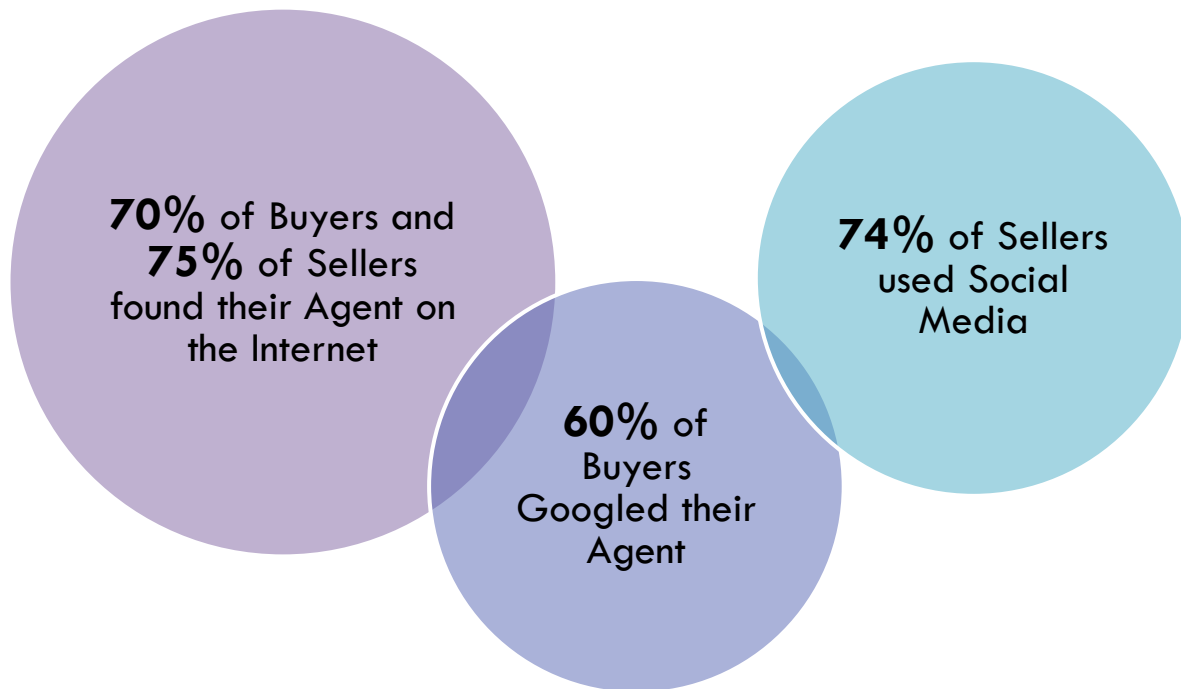 70% of Buyers and
75% of Sellers
found their Agent on
the Internet
60% of
Buyers
Googled their
Agent
74% of Sellers
used Social
Media